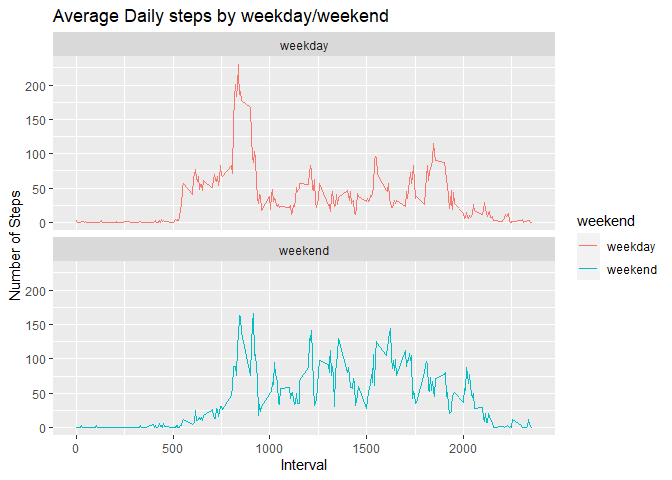 Average Daily steps by weekday/weekend
weekday
200
150
100
50
0
weekend
200
150
100
50
0
Number of Steps
0 500 1000 1500 2000
Interval
weekend
weekday
weekend